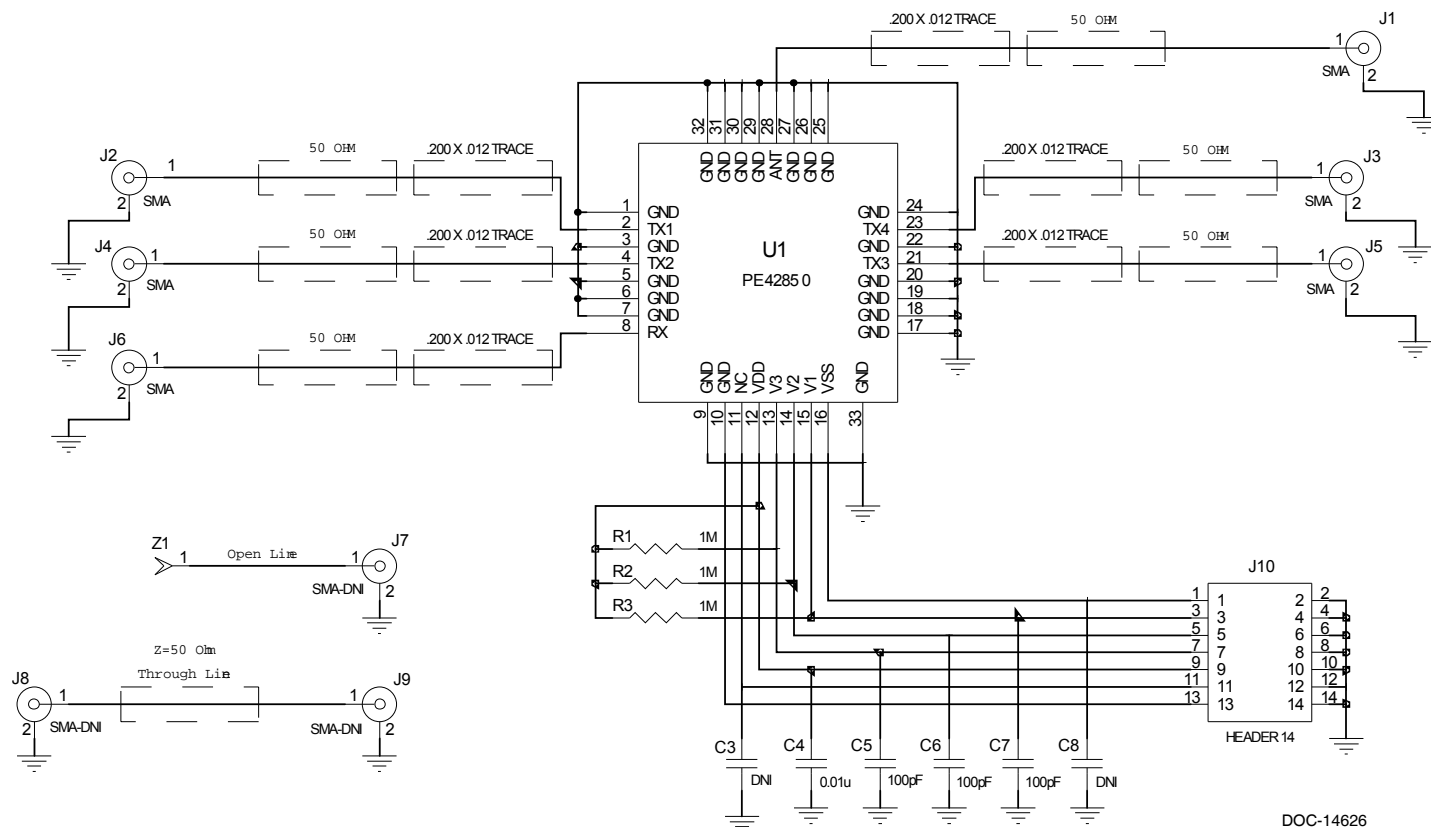 .200 X .012 TRACE
50 OHM
J1
1
SMA
2
32
31
30
29
28
27
26
25
GND
GND
GND
GND
ANT
GND
GND
GND
J2
1
50 OHM
.200 X .012 TRACE
2
SMA
.200 X .012 TRACE
50 OHM
J3
1
SMA
2
J4
1
50 OHM
.200 X .012 TRACE
2
SMA
.200 X .012 TRACE
50 OHM
J5
1
SMA
2
J6
1
50 OHM
.200 X .012 TRACE
2
SMA
1 GND
2 TX1
3 GND
4 TX2
5 GND
6 GND
7 GND
8 RX
U1
PE42850
GND 24
TX4 23
GND 22
TX3 21
GND 20
GND 19
GND 18
GND 17
GND
GND
NC
VDD
V3
V2
V1
VSS
GND
9
10
11
12
13
14
15
16
33
R1 1M
R2 1M
R3 1M
Z1
1
Open Line
1
J7
SMA-DNI
2
Z=50 Ohm
Through Line
J8
1
2
SMA-DNI
1
J9
SMA-DNI
2
J10
1 1 2 2
3 3 4 4
5 5 6 6
7 7 8 8
9 9 10 10
11 11 12 12
13 13 14 14
HEADER 14
C3
DNI
C4
0.01u
C5
100pF
C6
100pF
C7
100pF
C8
DNI
DOC-14626